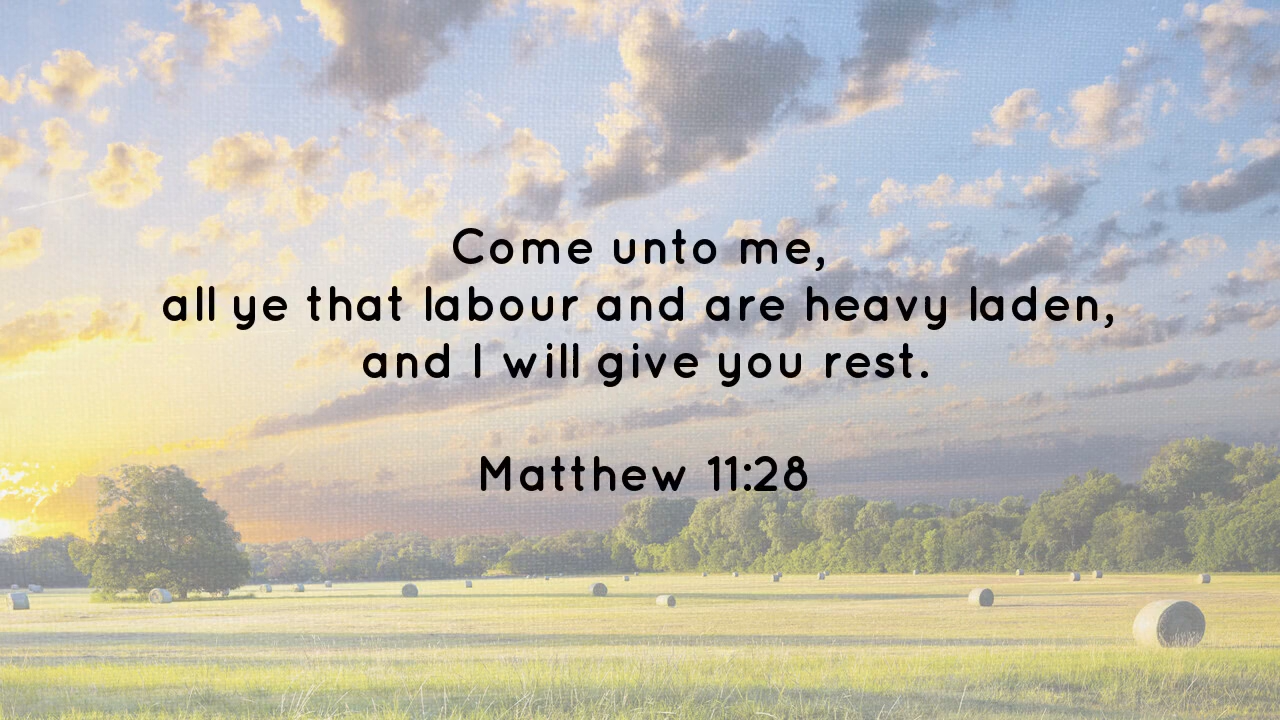 Come unto me,
all ye that labour and are heavy laden,
and I will give you rest.
Matthew 11:28